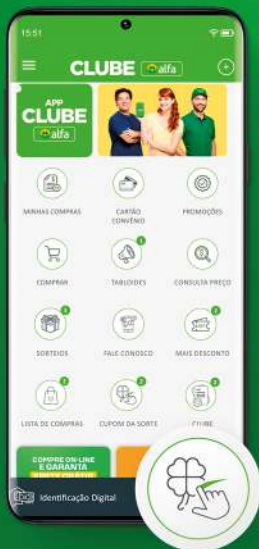 15:51
CLUBE alfa
APP
CLUBE
alfa
MINHAS COMPRAS
CARTÃO
CONVÊNIO
PROMOÇÕES
COMPRAR
TABLOIDES
CONSULTA PREÇO
SORTEIOS
FALE CONOSCO
MAIS DESCONTO
LISTA DE COMPRAS
CUPOM DA SORTE
COMPRE ON-LINE
E GARANTA
Identificação Digital